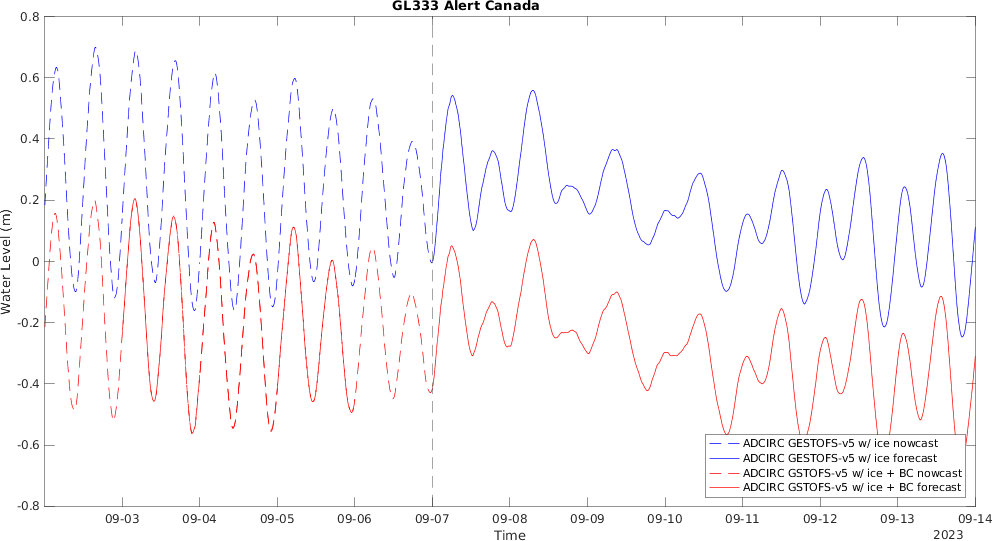 GL333 Alert Canada
0.8
0.6
0.4
0.2
0
-0.2
-0.4
-0.6
-0.8
Water Level (m)
ADCIRC GESTOFS-v5 w/ ice nowcast
ADCIRC GESTOFS-v5 w/ ice forecast
ADCIRC GSTOFS-v5 w/ ice + BC nowcast
ADCIRC GSTOFS-v5 w/ ice + BC forecast
09-03 09-04 09-05 09-06 09-07 09-08 09-09 09-10 09-11 09-12 09-13 09-14
Time
2023